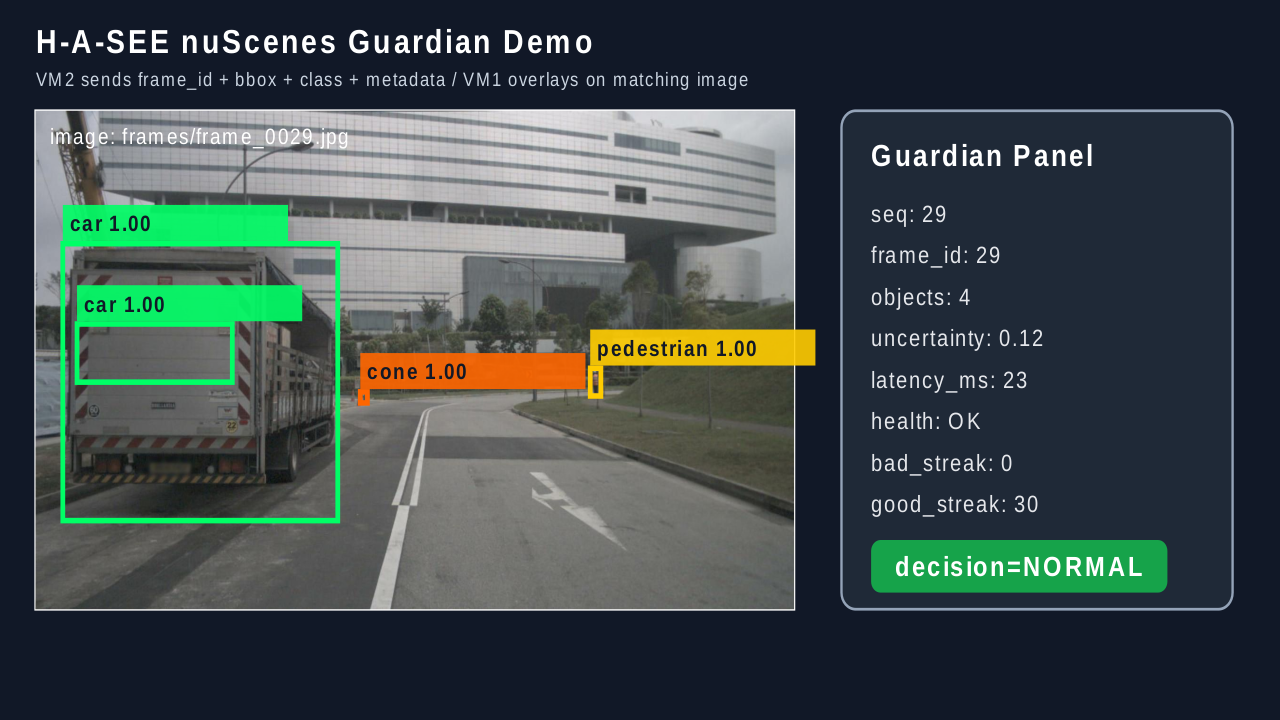 H-A-SEE nuScenes Guardian Demo
VM2 sends frame_id + bbox + class + metadata / VM1 overlays on matching image
image: frames/frame_0029.jpg
car 1.00
car 1.00
cone 1.00
pedestrian 1.00
Guardian Panel
seq: 29
frame_id: 29
objects: 4
uncertainty: 0.12
latency_ms: 23
health: OK
bad_streak: 0
good_streak: 30
decision=NORMAL